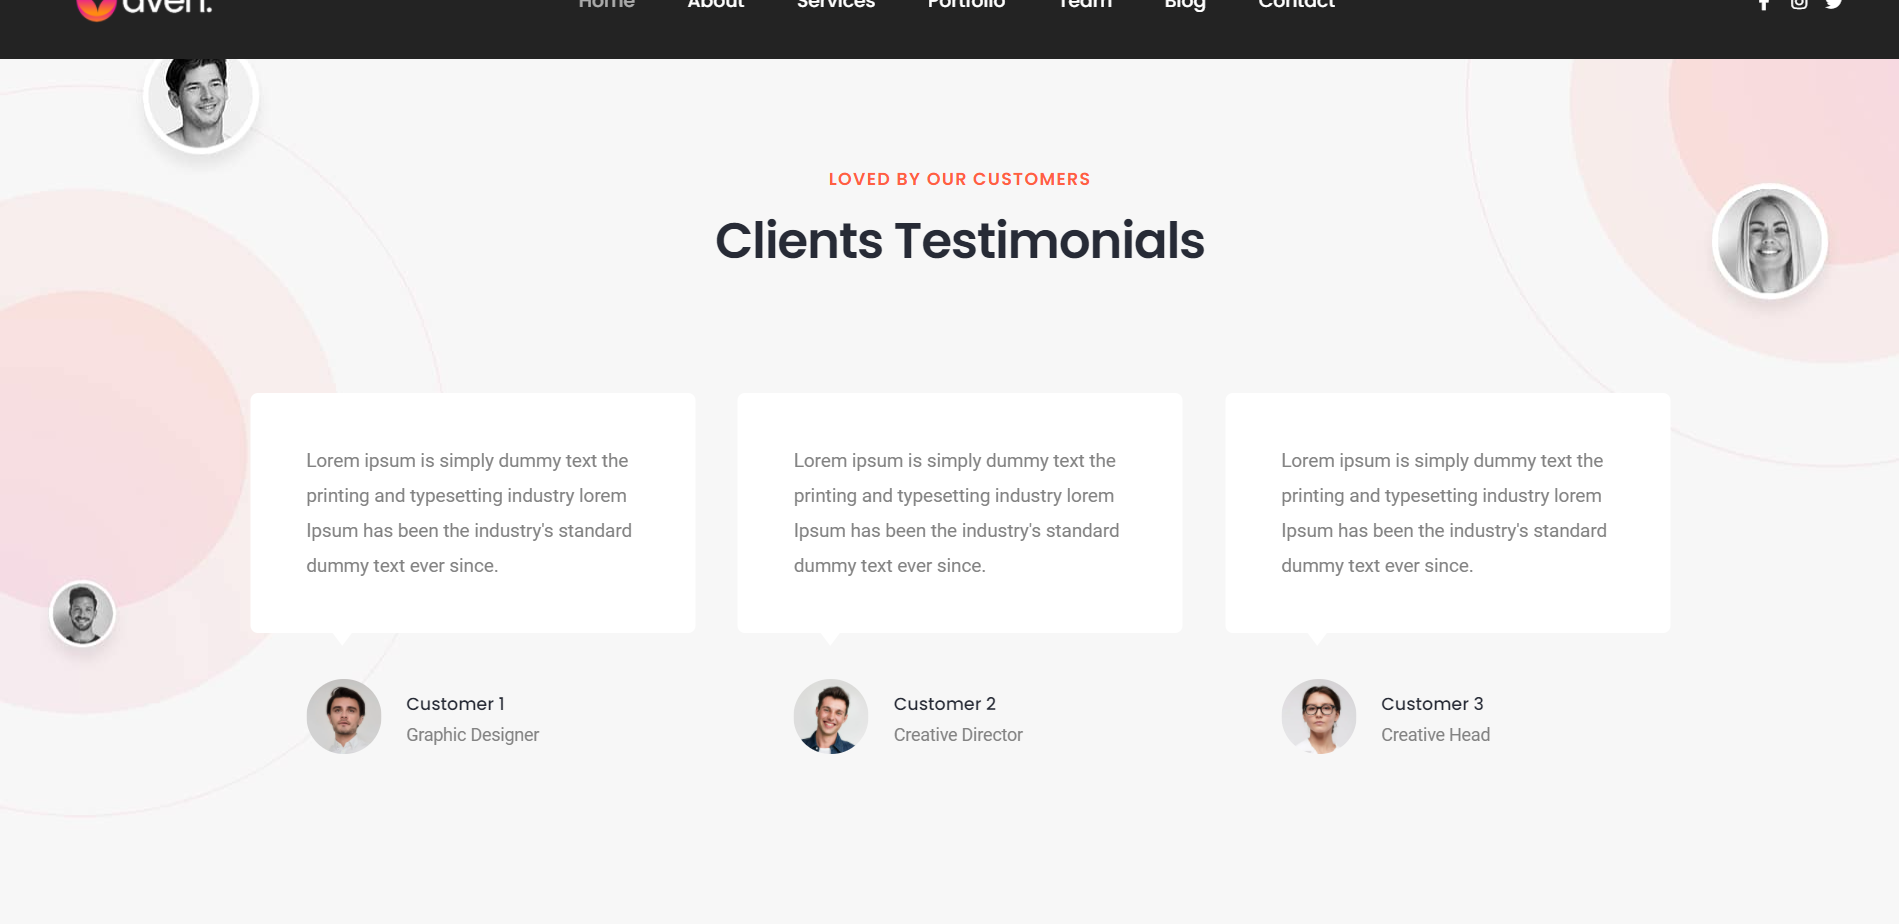 aven.
Home About Services Portfolio Team Blog Contact
LOVED BY OUR CUSTOMERS
Clients Testimonials
Lorem ipsum is simply dummy text the
printing and typesetting industry lorem
Ipsum has been the industry's standard
dummy text ever since.
Lorem ipsum is simply dummy text the
printing and typesetting industry lorem
Ipsum has been the industry's standard
dummy text ever since.
Lorem ipsum is simply dummy text the
printing and typesetting industry lorem
Ipsum has been the industry's standard
dummy text ever since.
Customer 1
Graphic Designer
Customer 2
Creative Director
Customer 3
Creative Head